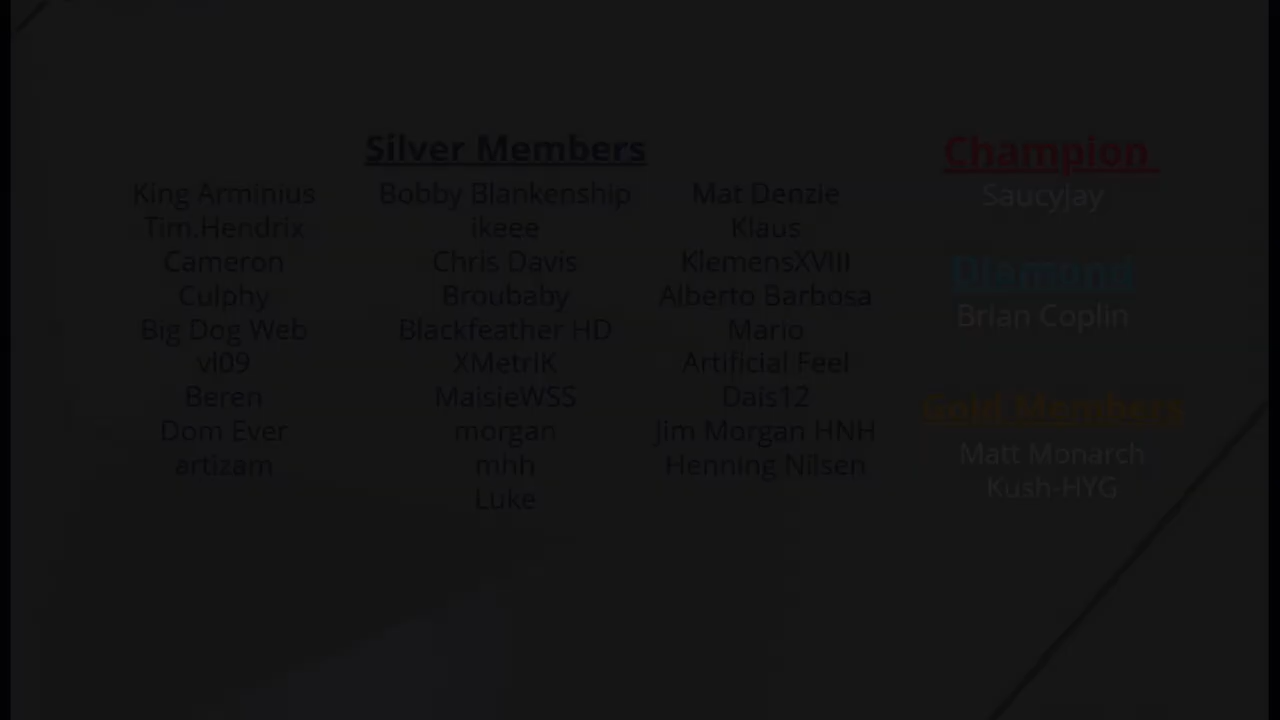 Silver Members
King Arminius
Tim.Hendrix
Cameron
Culphy
Big Dog Web
vl09
Beren
Dom Ever
artizam
Bobby Blankenship
ikeee
Chris Davis
Broubaby
Blackfeather HD
XMetrIK
MaisieWSS
morgan
mhh
Luke
Mat Denzie
Klaus
KlemensXVIII
Alberto Barbosa
Mario
Artificial Feel
Dais12
Jim Morgan HNH
Henning Nilsen
Champion
SaucyJay
Diamond
Brian Coplin
Gold Members
Matt Monarch
Kush-HYG